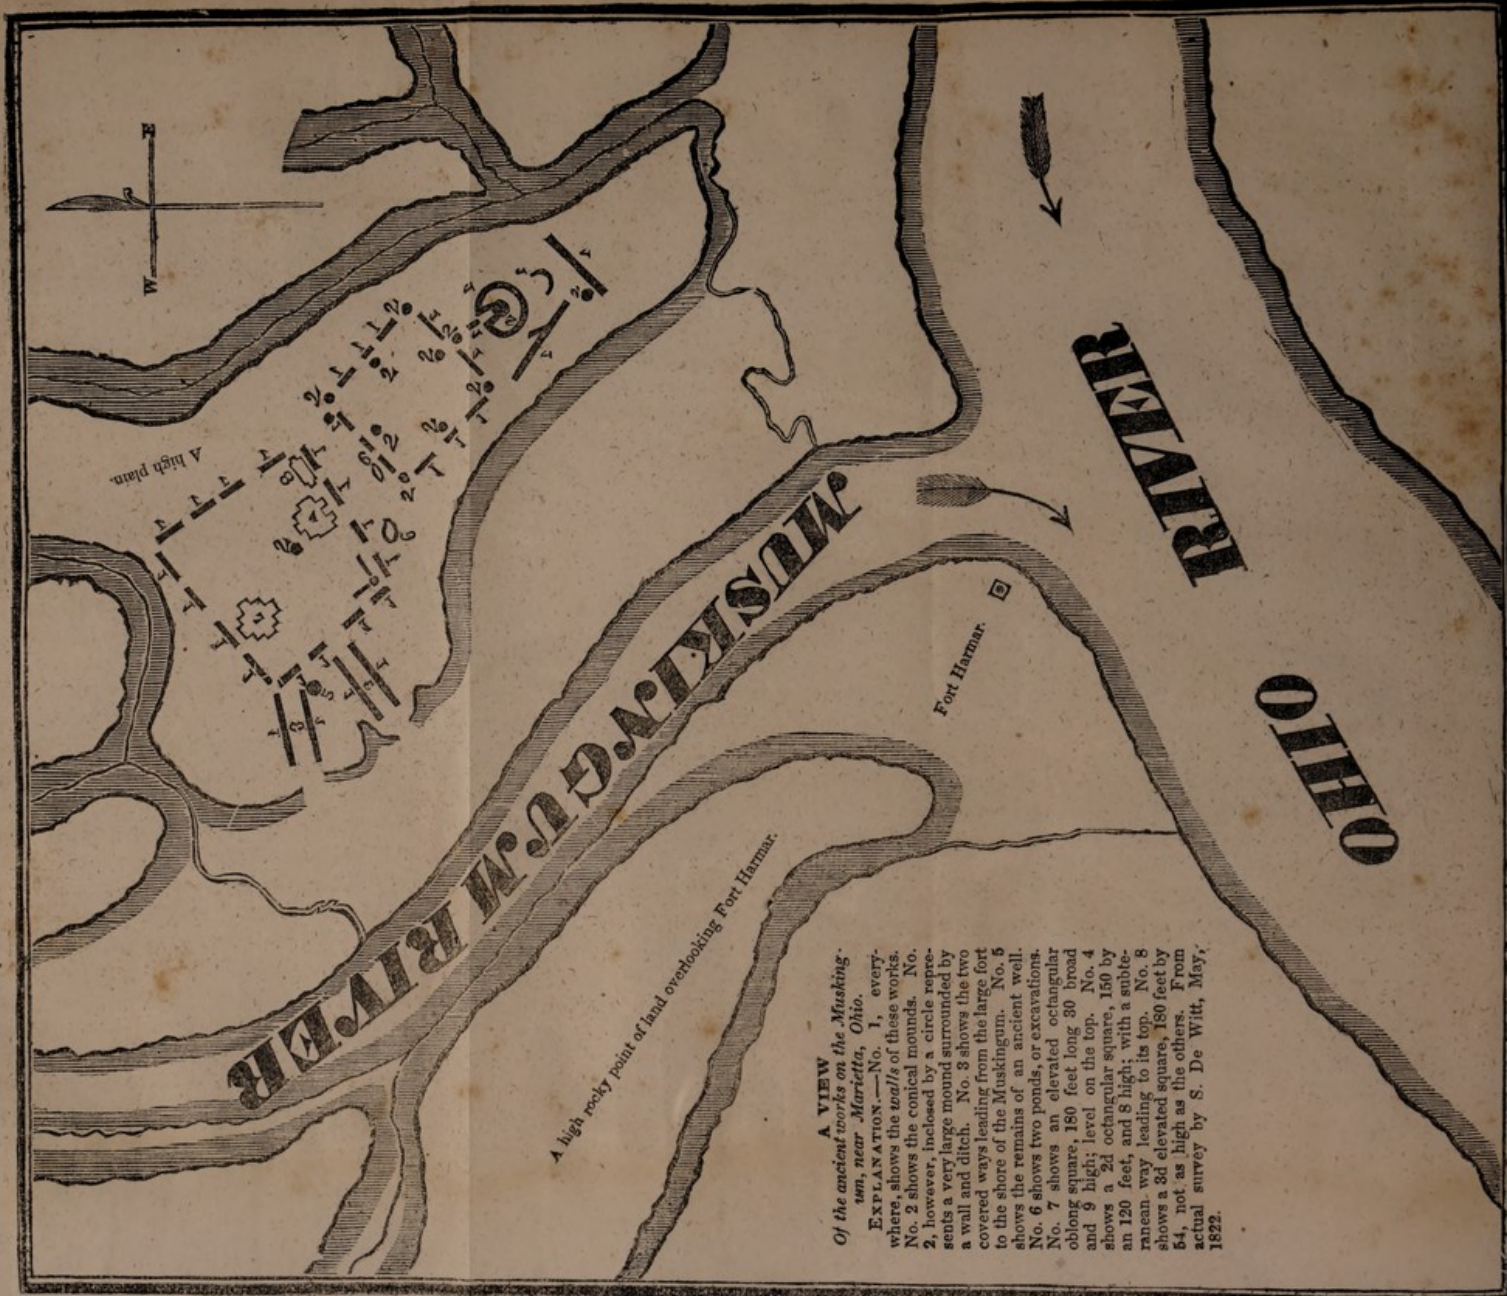 A VIEW
Of the ancient works on the Musking-
um, near Marietta, Ohio.
EXPLANATION.—No. 1, every-
where, shows the walls of these works.
No. 2 shows the conical mounds. No.
2, however, inclosed by a circle repre-
sents a very large mound surrounded by
a wall and ditch. No. 3 shows the two
covered ways leading from the large fort
to the shore of the Muskingum. No. 5
shows the remains of an ancient well.
No. 6 shows two ponds, or excavations.
No. 7 shows an elevated octangular
oblong square, 180 feet long 30 broad
and 9 high; level on the top. No. 4
shows a 2d octangular square, 150 by
an 120 feet, and 8 high; with a subte-
ranean way leading to its top. No. 8
shows a 3d elevated square, 180 feet by
54, not as high as the others. From
actual survey by S. De Witt, May,
1822.
A high rocky point of land overlooking Fort Harmar.
Fort Harmar.
MUSKINGUM RIVER
OHIO RIVER
A high plain.
W
E